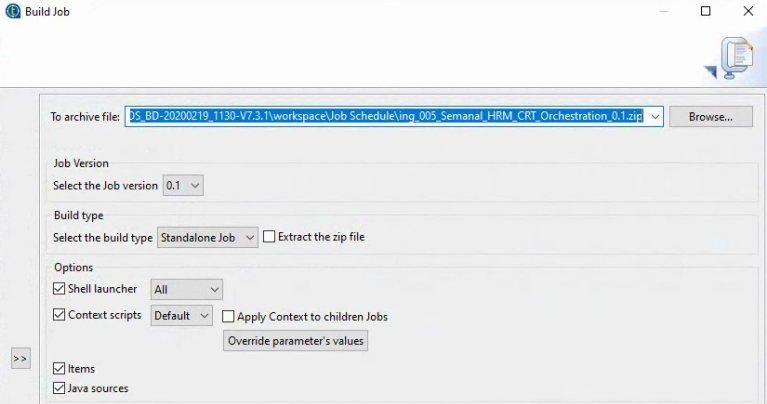 Build Job
To archive file: OS_BD-20200219_1130-V7.3.1\workspace\Job Schedule\ing_005_Semanal_HRM_CRT_Orchestration_0.1.zip Browse...
Job Version
Select the Job version 0.1
Build type
Select the build type Standalone Job Extract the zip file
Options
Shell launcher All
Context scripts Default Apply Context to children Jobs
Override parameter's values
>>
Items
Java sources